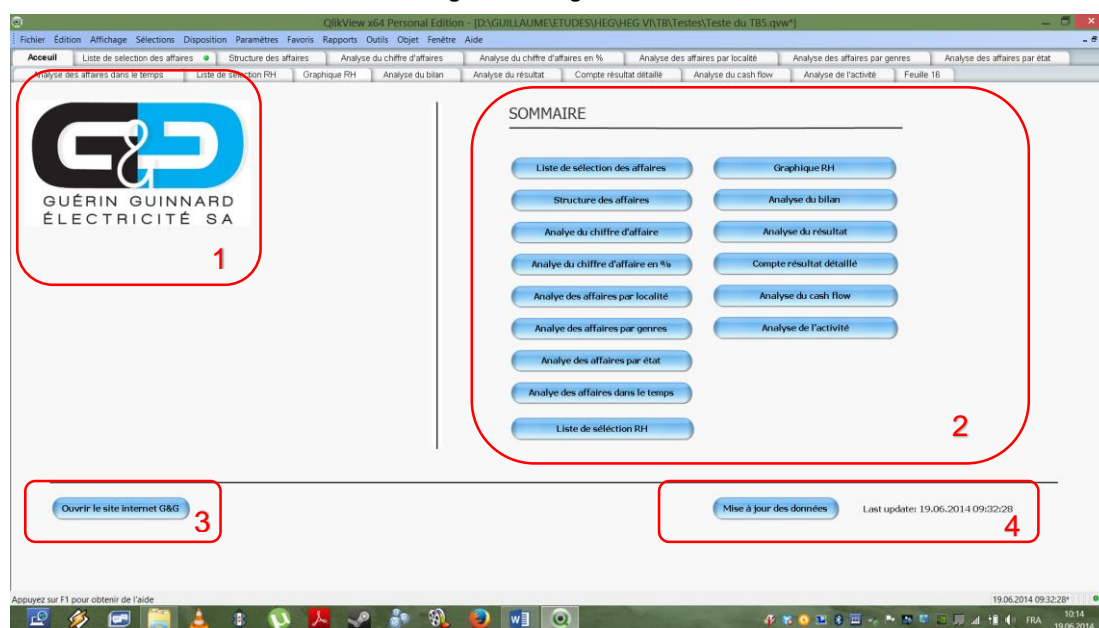 QlikView x64 Personal Edition - [D:\GUILLAUME\ETUDES\HEG\HEG VI\TB\Testes\Teste du TBS.qvw*]
Fichier Édition Affichage Sélections Disposition Paramètres Favoris Rapports Outils Objet Fenêtre Aide
Acceuil Liste de selection des affaires Structure des affaires Analyse du chiffre d'affaires Analyse du chiffre d'affaires en % Analyse des affaires par localité Analyse des affaires par genres Analyse des affaires par état
Analyse des affaires dans le temps Liste de sélection RH Graphique RH Analyse du bilan Analyse du résultat Compte résultat détaillé Analyse du cash flow Analyse de l'activité Feuille 16
G&D
GUÉRIN GUINNARD
ÉLECTRICITÉ SA
1
SOMMAIRE
Liste de sélection des affaires Graphique RH
Structure des affaires Analyse du bilan
Analye du chiffre d'affaire Analyse du résultat
Analye du chiffre d'affaire en % Compte résultat détaillé
Analye des affaires par localité Analyse du cash flow
Analye des affaires par genres Analyse de l'activité
Analye des affaires par état
Analye des affaires dans le temps
Liste de séléction RH
2
Ouvrir le site internet G&G
3
Mise à jour des données Last update: 19.06.2014 09:32:28
4
Appuyez sur F1 pour obtenir de l'aide 19.06.2014 09:32:28*
FRA 10:14
19.06.2014